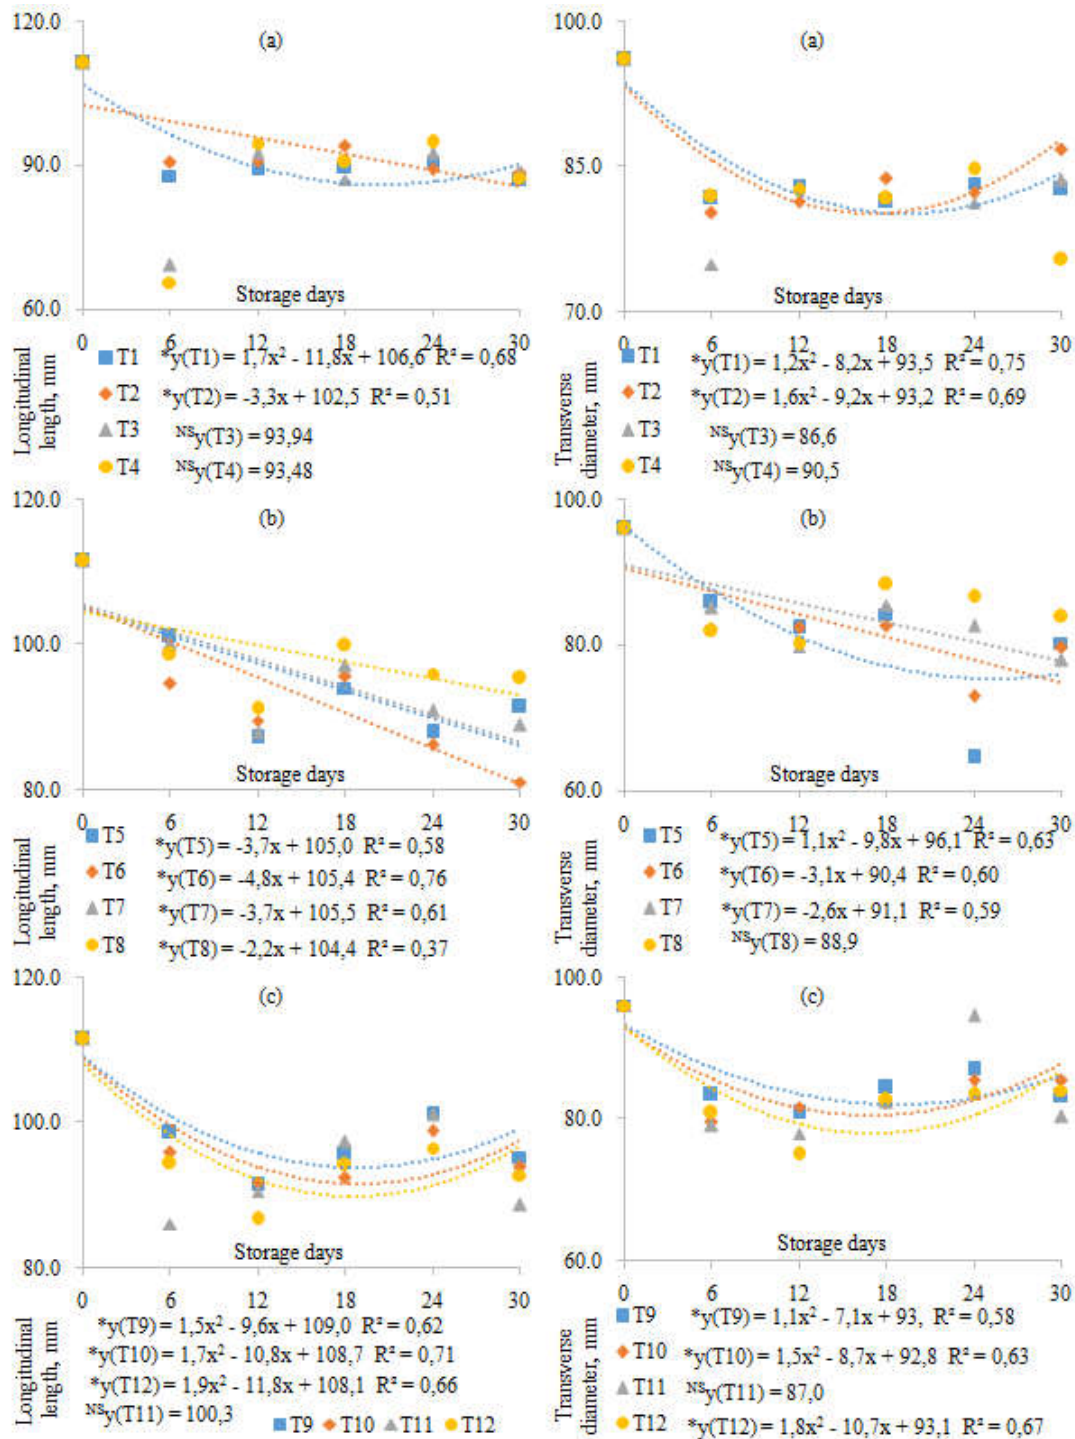 120.0
(a)
90.0
60.0
Storage days
0 6 12 18 24 30
Longitudinal length, mm
T1 *y(T1) = 1,7x² - 11,8x + 106,6 R² = 0,68
T2 *y(T2) = -3,3x + 102,5 R² = 0,51
T3 ᴺˢy(T3) = 93,94
T4 ᴺˢy(T4) = 93,48
100.0
(a)
85.0
70.0
Storage days
0 6 12 18 24 30
Transverse diameter, mm
T1 *y(T1) = 1,2x² - 8,2x + 93,5 R² = 0,75
T2 *y(T2) = 1,6x² - 9,2x + 93,2 R² = 0,69
T3 ᴺˢy(T3) = 86,6
T4 ᴺˢy(T4) = 90,5
120.0
(b)
100.0
80.0
Storage days
0 6 12 18 24 30
Longitudinal length, mm
T5 *y(T5) = -3,7x + 105,0 R² = 0,58
T6 *y(T6) = -4,8x + 105,4 R² = 0,76
T7 *y(T7) = -3,7x + 105,5 R² = 0,61
T8 *y(T8) = -2,2x + 104,4 R² = 0,37
100.0
(b)
80.0
60.0
Storage days
0 6 12 18 24 30
Transverse diameter, mm
T5 *y(T5) = 1,1x² - 9,8x + 96,1 R² = 0,63
T6 *y(T6) = -3,1x + 90,4 R² = 0,60
T7 *y(T7) = -2,6x + 91,1 R² = 0,59
T8 ᴺˢy(T8) = 88,9
120.0
(c)
100.0
80.0
Storage days
0 6 12 18 24 30
Longitudinal length, mm
*y(T9) = 1,5x² - 9,6x + 109,0 R² = 0,62
*y(T10) = 1,7x² - 10,8x + 108,7 R² = 0,71
*y(T12) = 1,9x² - 11,8x + 108,1 R² = 0,66
ᴺˢy(T11) = 100,3
T9 T10 T11 T12
100.0
(c)
80.0
60.0
Storage days
0 6 12 18 24 30
Transverse diameter, mm
T9 *y(T9) = 1,1x² - 7,1x + 93, R² = 0,58
T10 *y(T10) = 1,5x² - 8,7x + 92,8 R² = 0,63
T11 ᴺˢy(T11) = 87,0
T12 *y(T12) = 1,8x² - 10,7x + 93,1 R² = 0,67